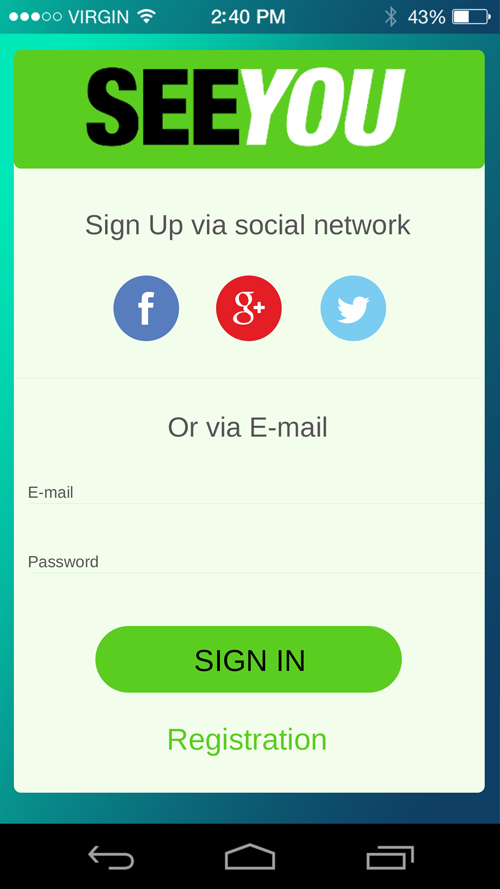 VIRGIN 2:40 PM 43%
SEEYOU
Sign Up via social network
f g+
Or via E-mail
E-mail
Password
SIGN IN
Registration